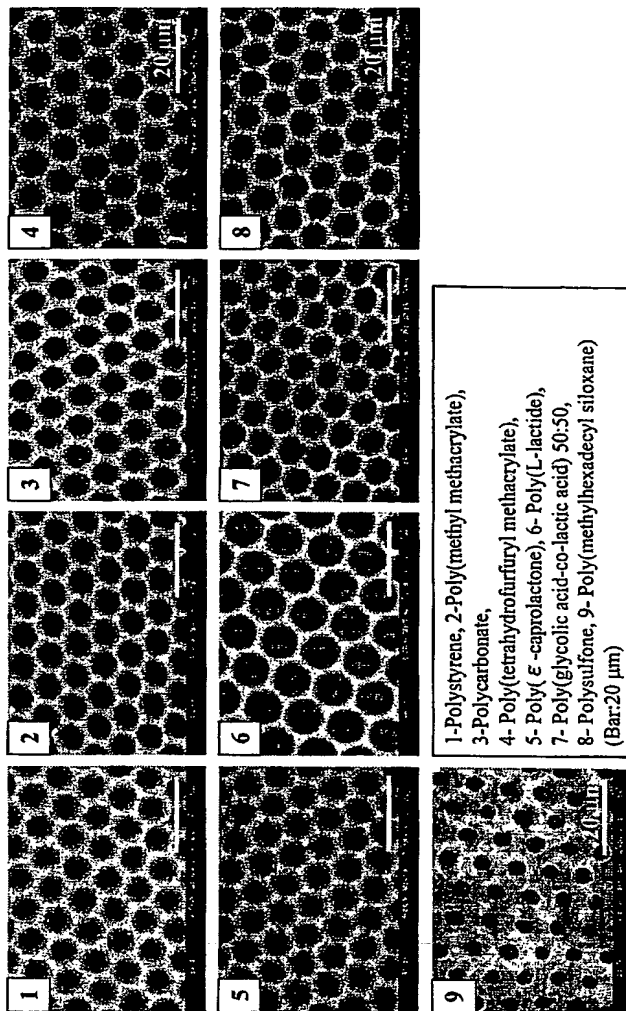 1
2
3
4
20 μm
5
6
7
8
20 μm
9
20 μm
1-Polystyrene, 2-Poly(methyl methacrylate),
3-Polycarbonate,
4- Poly(tetrahydrofurfuryl methacrylate),
5- Poly( ε -caprolactone), 6- Poly(L-lactide),
7- Poly(glycolic acid-co-lactic acid) 50:50,
8- Polysulfone, 9- Poly(methylhexadecyl siloxane)
(Bar:20 μm)